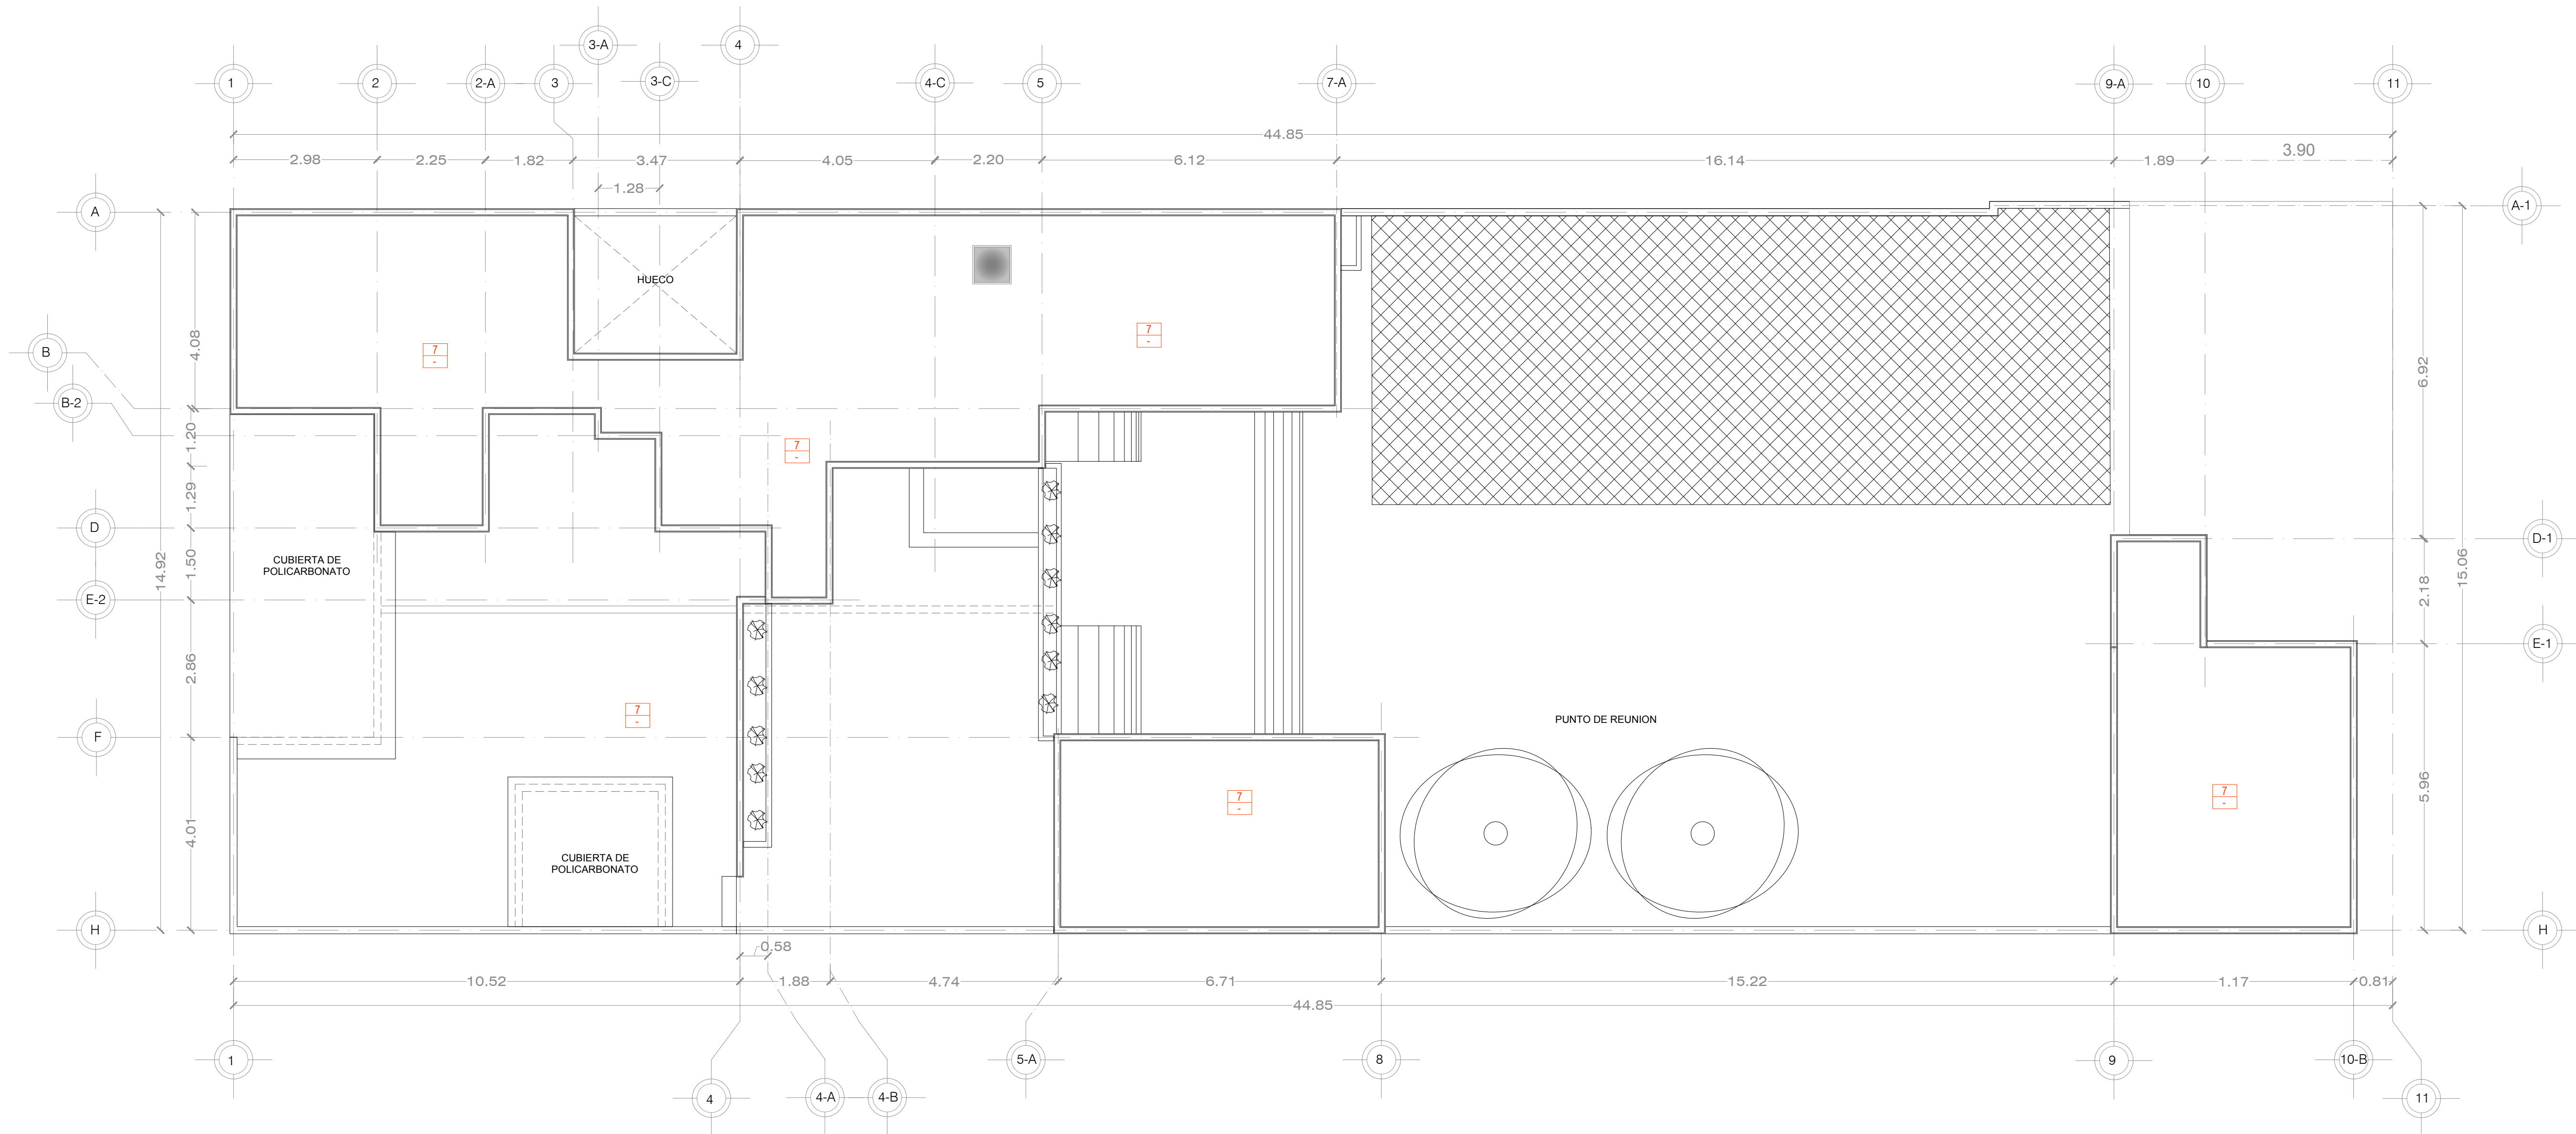 3-A
4
1
2
2-A
3
3-C
4-C
5
7-A
9-A
10
11
44.85
2.98
2.25
1.82
3.47
4.05
2.20
6.12
16.14
1.89
3.90
1.28
A
A-1
HUECO
4.08
7
-
7
-
B
B-2
6.92
1.20
7
-
1.29
D
D-1
14.92
1.50
CUBIERTA DE
POLICARBONATO
15.06
2.18
E-2
E-1
2.86
7
-
PUNTO DE REUNION
F
7
-
7
-
5.96
4.01
CUBIERTA DE
POLICARBONATO
H
H
0.58
10.52
1.88
4.74
6.71
15.22
1.17
0.81
44.85
1
5-A
8
9
10-B
4
4-A
4-B
11